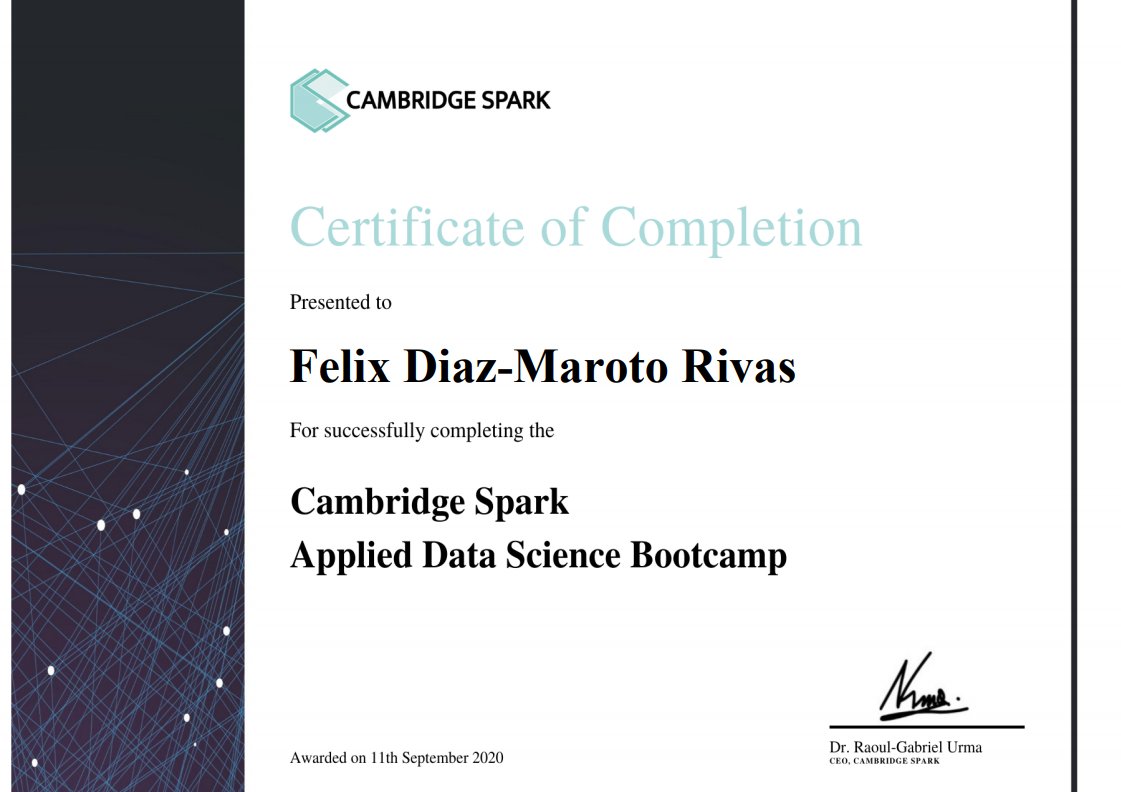 CAMBRIDGE SPARK
Certificate of Completion
Presented to
Felix Diaz-Maroto Rivas
For successfully completing the
Cambridge Spark
Applied Data Science Bootcamp
Awarded on 11th September 2020
Dr. Raoul-Gabriel Urma
CEO, CAMBRIDGE SPARK